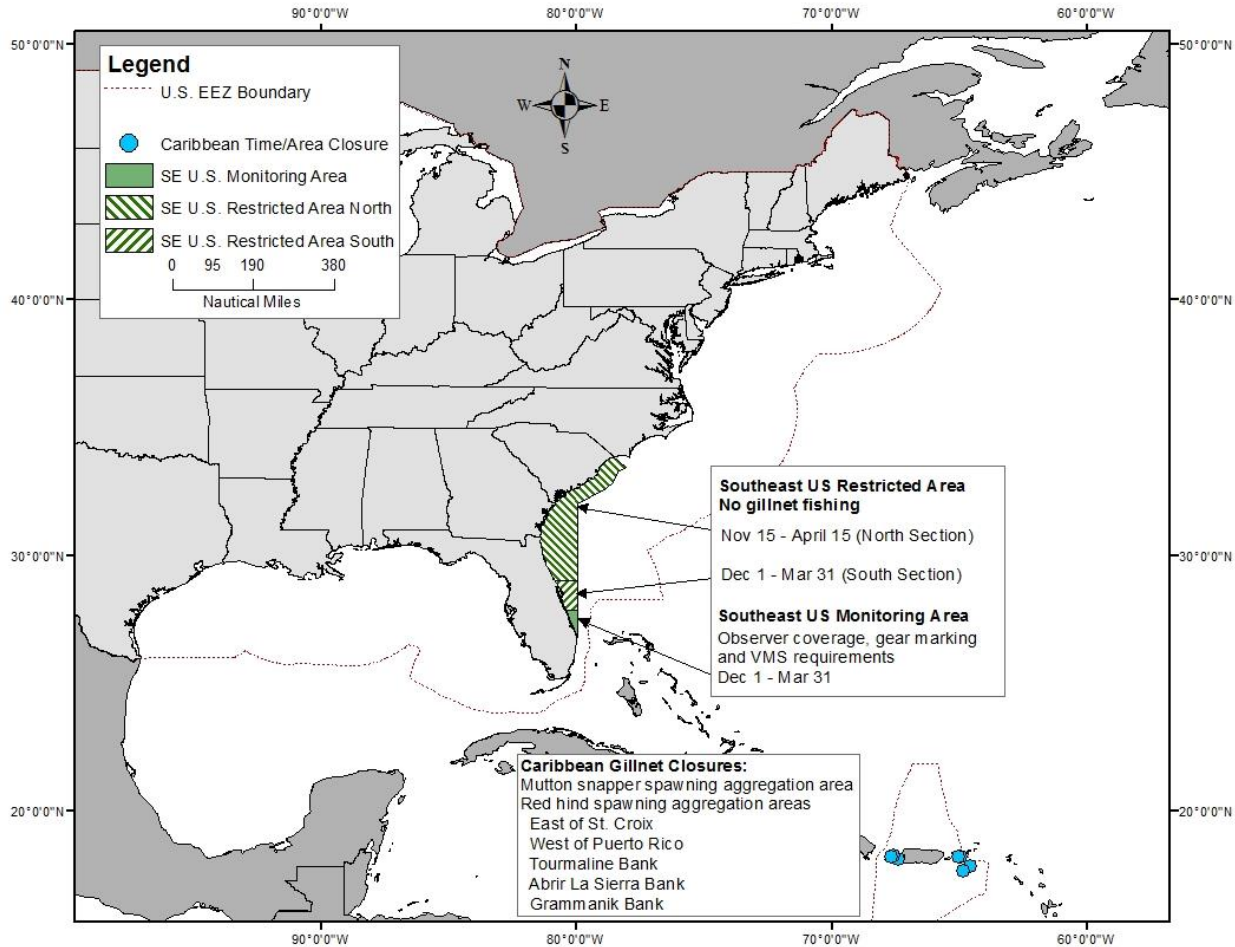 90°0'0"W 80°0'0"W 70°0'0"W 60°0'0"W
50°0'0"N 50°0'0"N
Legend
U.S. EEZ Boundary
Caribbean Time/Area Closure
SE U.S. Monitoring Area
SE U.S. Restricted Area North
SE U.S. Restricted Area South
0 95 190 380
Nautical Miles
N
W E
S
40°0'0"N 40°0'0"N
Southeast US Restricted Area
No gillnet fishing
Nov 15 - April 15 (North Section)
Dec 1 - Mar 31 (South Section)
Southeast US Monitoring Area
Observer coverage, gear marking
and VMS requirements
Dec 1 - Mar 31
30°0'0"N 30°0'0"N
Caribbean Gillnet Closures:
Mutton snapper spawning aggregation area
Red hind spawning aggregation areas
East of St. Croix
West of Puerto Rico
Tourmaline Bank
Abrir La Sierra Bank
Grammanik Bank
20°0'0"N 20°0'0"N
90°0'0"W 80°0'0"W 70°0'0"W 60°0'0"W